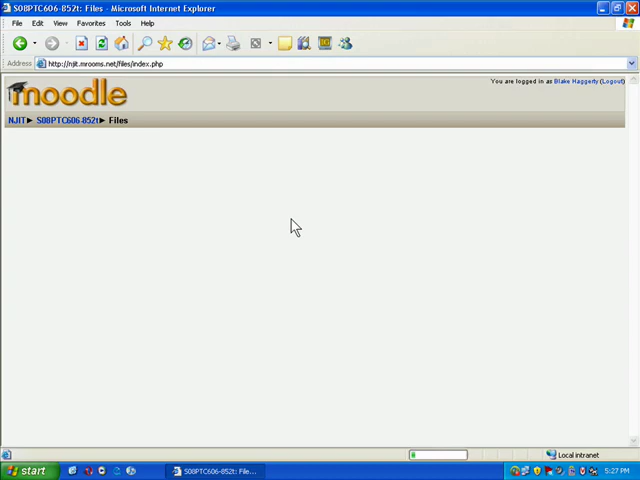 S08PTC606-852t: Files - Microsoft Internet Explorer
File Edit View Favorites Tools Help
Address http://njit.mrooms.net/files/index.php
moodle
You are logged in as Blake Haggerty (Logout)
NJIT ► S08PTC606-852t ► Files
Local intranet
start
S08PTC606-852t: File...
5:27 PM